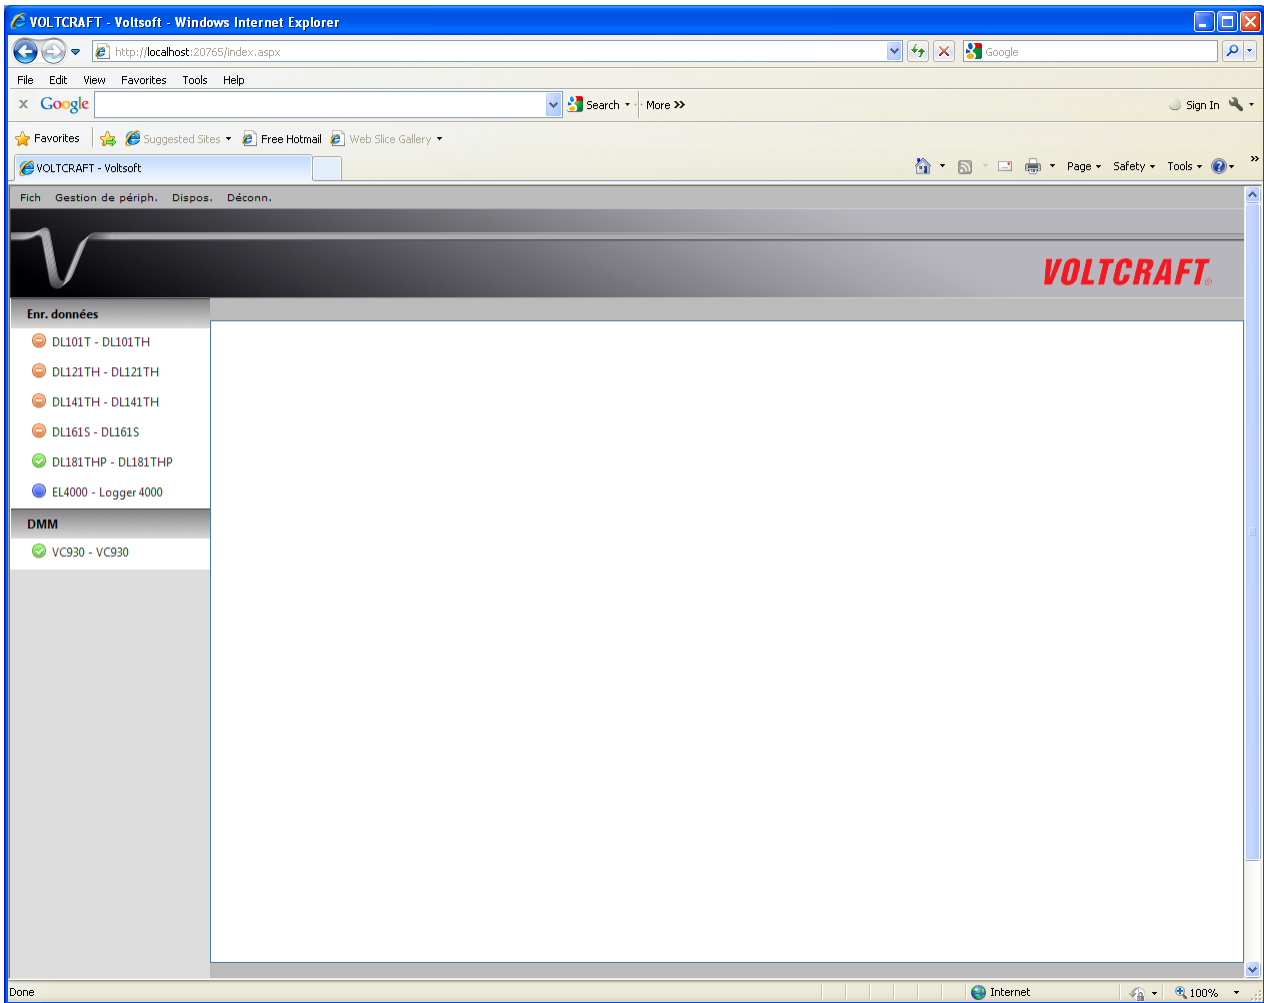 VOLTCRAFT - Voltsoft - Windows Internet Explorer
http://localhost:20765/index.aspx
Google
File Edit View Favorites Tools Help
x Google Search More >> Sign In
Favorites Suggested Sites Free Hotmail Web Slice Gallery
VOLTCRAFT - Voltsoft Page Safety Tools >>
Fich Gestion de périph. Dispos. Déconn.
VOLTCRAFT®
Enr. données
DL101T - DL101TH
DL121TH - DL121TH
DL141TH - DL141TH
DL161S - DL161S
DL181THP - DL181THP
EL4000 - Logger 4000
DMM
VC930 - VC930
Done Internet 100%